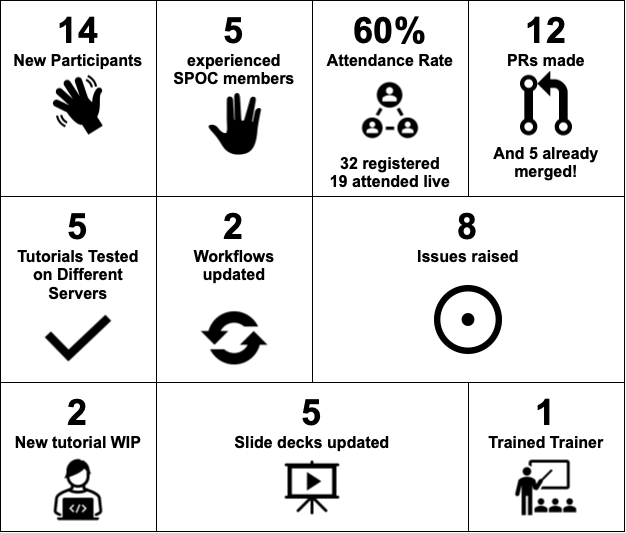 14
New Participants
5
experienced
SPOC members
60%
Attendance Rate
32 registered
19 attended live
12
PRs made
And 5 already
merged!
5
Tutorials Tested
on Different
Servers
2
Workflows
updated
8
Issues raised
2
New tutorial WIP
</>
5
Slide decks updated
1
Trained Trainer